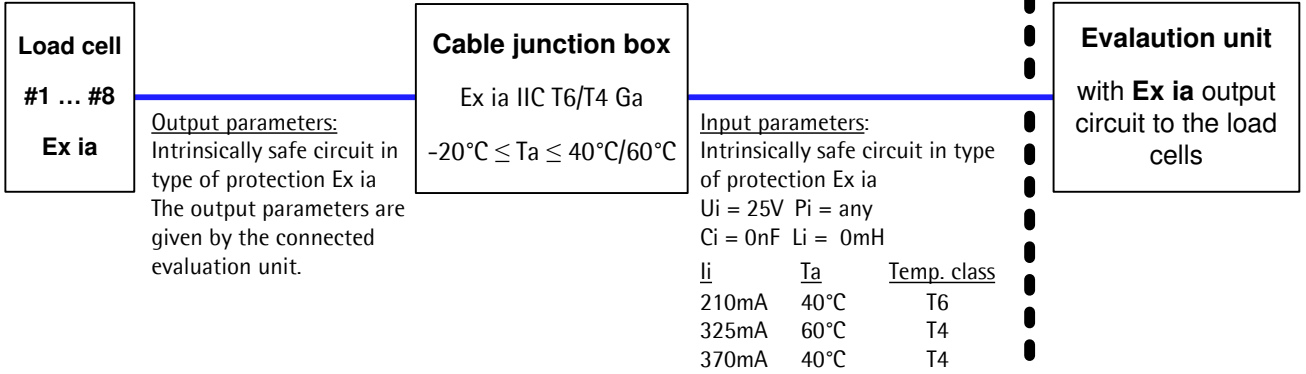 Load cell
#1 … #8
Ex ia
Output parameters:
Intrinsically safe circuit in
type of protection Ex ia
The output parameters are
given by the connected
evaluation unit.
Cable junction box
Ex ia IIC T6/T4 Ga
-20°C ≤ Ta ≤ 40°C/60°C
Input parameters:
Intrinsically safe circuit in type
of protection Ex ia
Ui = 25V Pi = any
Ci = 0nF Li = 0mH
Ii Ta Temp. class
210mA 40°C T6
325mA 60°C T4
370mA 40°C T4
Evalaution unit
with Ex ia output
circuit to the load
cells